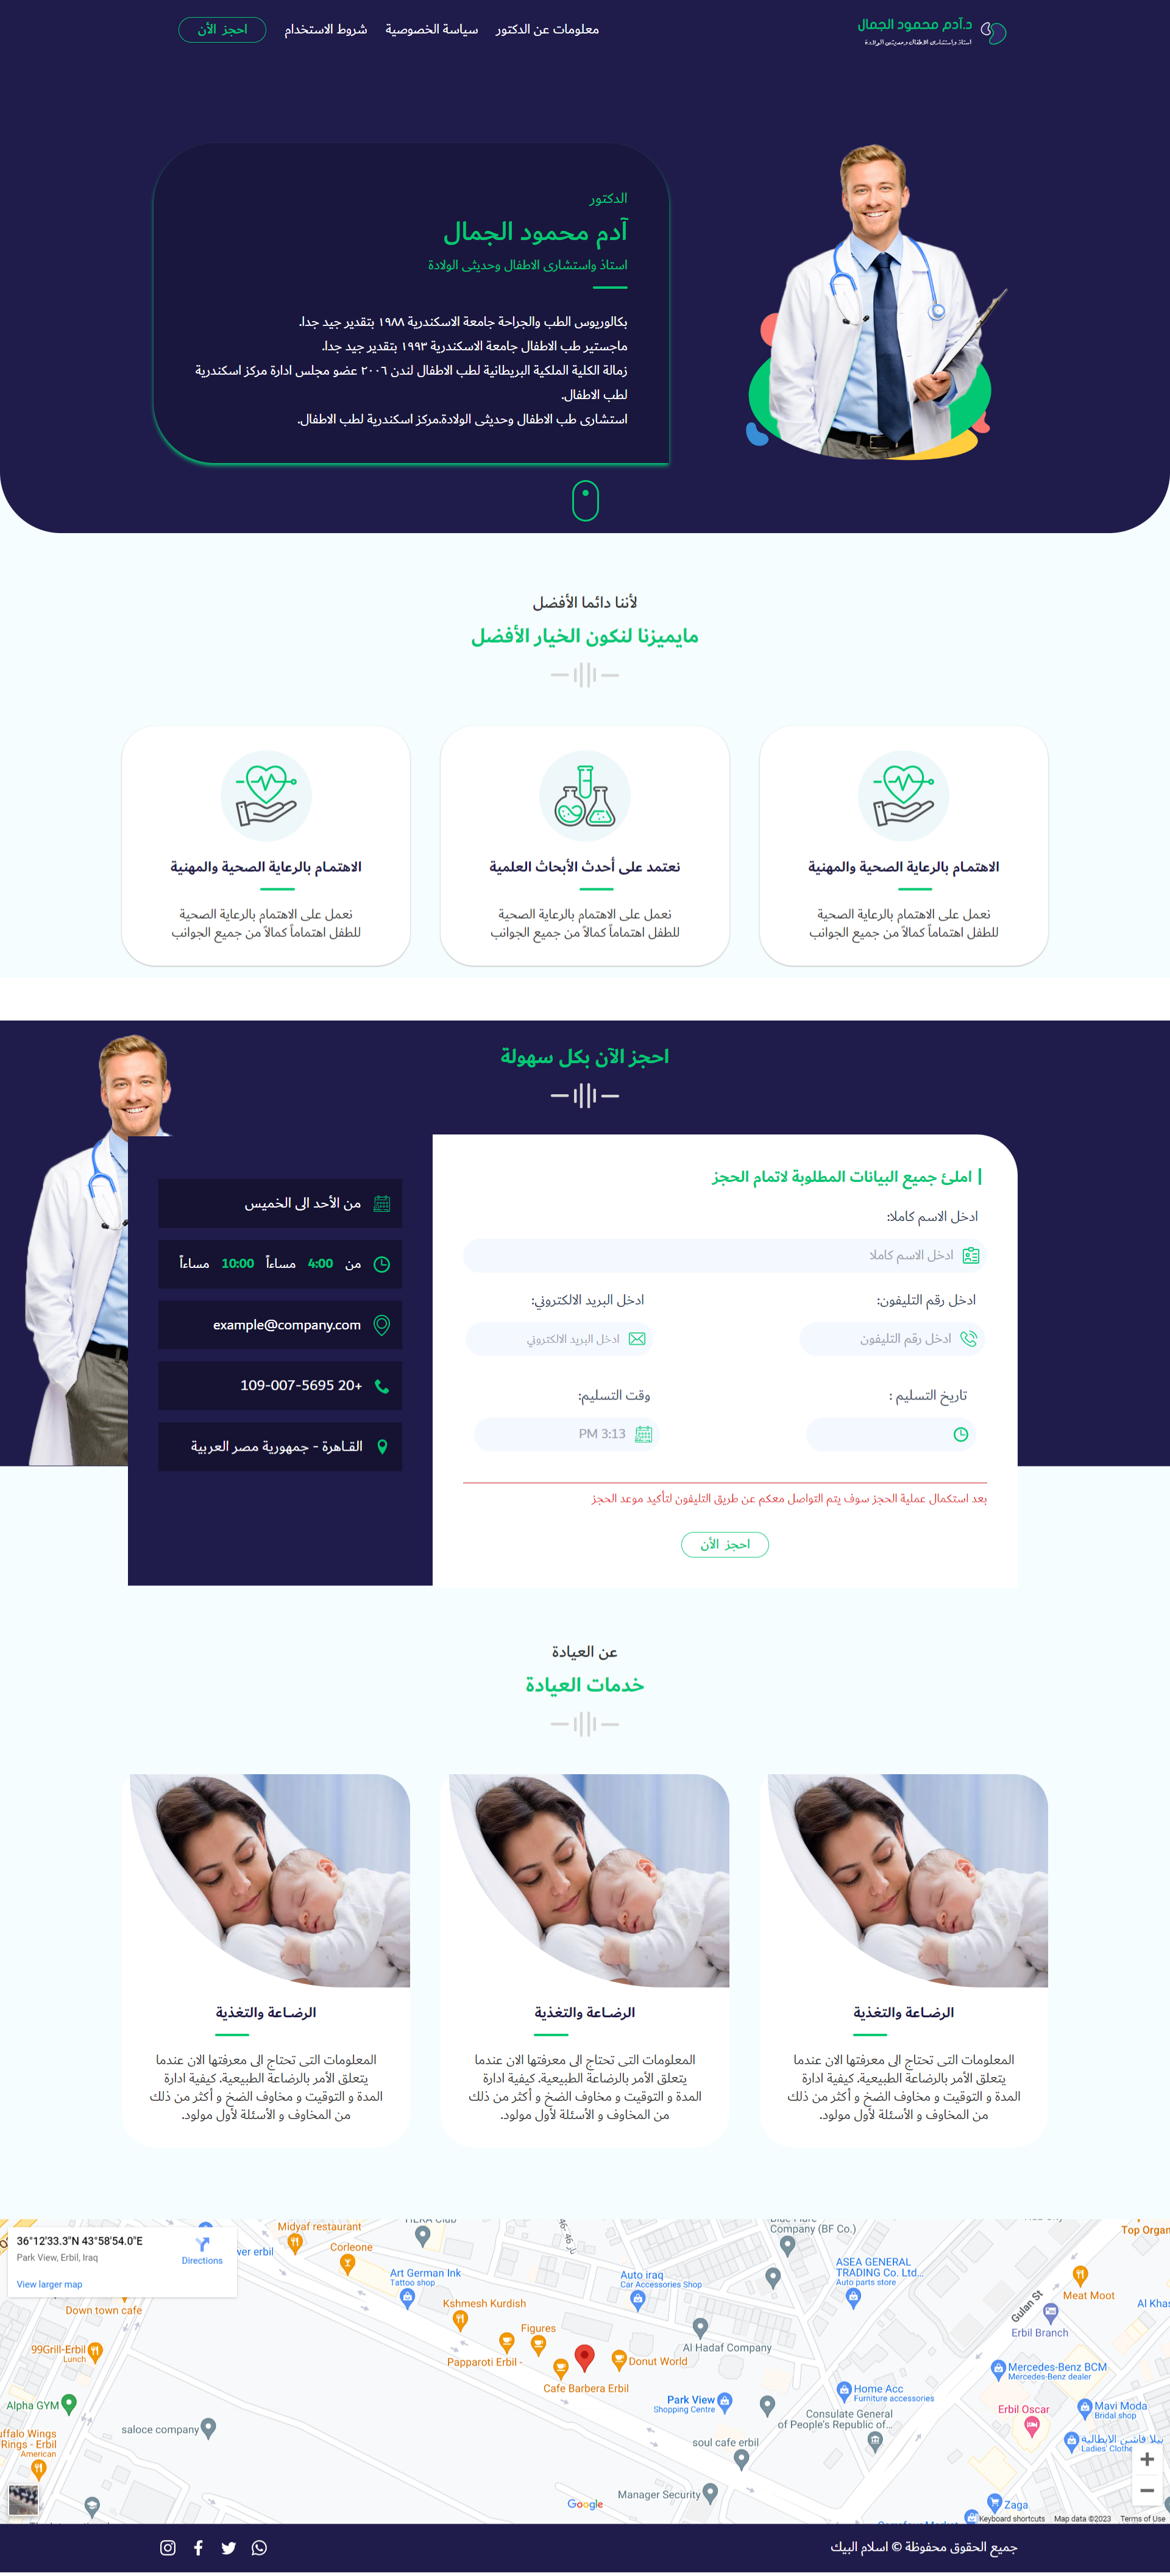 د.آدم محمود الجمال
استاذ واستشارى الاطفال وحديثى الولادة
معلومات عن الدكتور
سياسة الخصوصية
شروط الاستخدام
احجز الأن
الدكتور
آدم محمود الجمال
استاذ واستشارى الاطفال وحديثى الولادة
بكالوريوس الطب والجراحة جامعة الاسكندرية ١٩٨٨ بتقدير جيد جدا.
ماجستير طب الاطفال جامعة الاسكندرية ١٩٩٣ بتقدير جيد جدا.
زمالة الكلية الملكية البريطانية لطب الاطفال لندن ٢٠٠٦ عضو مجلس ادارة مركز اسكندرية
لطب الاطفال.
استشارى طب الاطفال وحديثى الولادة.مركز اسكندرية لطب الاطفال.
لأننا دائما الأفضل
مايميزنا لنكون الخيار الأفضل
الاهتمام بالرعاية الصحية والمهنية
نعمل على الاهتمام بالرعاية الصحية
للطفل اهتماماً كمالاً من جميع الجوانب
نعتمد على أحدث الأبحاث العلمية
نعمل على الاهتمام بالرعاية الصحية
للطفل اهتماماً كمالاً من جميع الجوانب
الاهتمام بالرعاية الصحية والمهنية
نعمل على الاهتمام بالرعاية الصحية
للطفل اهتماماً كمالاً من جميع الجوانب
احجز الآن بكل سهولة
املئ جميع البيانات المطلوبة لاتمام الحجز
ادخل الاسم كاملا:
ادخل الاسم كاملا
ادخل رقم التليفون:
ادخل رقم التليفون
ادخل البريد الالكتروني:
ادخل البريد الالكتروني
تاريخ التسليم :
وقت التسليم:
3:13 PM
بعد استكمال عملية الحجز سوف يتم التواصل معكم عن طريق التليفون لتأكيد موعد الحجز
احجز الأن
من الأحد الى الخميس
من 4:00 مساءاً 10:00 مساءاً
example@company.com
109-007-5695 20+
القاهرة - جمهورية مصر العربية
عن العيادة
خدمات العيادة
الرضاعة والتغذية
المعلومات التى تحتاج الى معرفتها الان عندما
يتعلق الأمر بالرضاعة الطبيعية. كيفية ادارة
المدة و التوقيت و مخاوف الضخ و أكثر من ذلك
من المخاوف و الأسئلة لأول مولود.
الرضاعة والتغذية
المعلومات التى تحتاج الى معرفتها الان عندما
يتعلق الأمر بالرضاعة الطبيعية. كيفية ادارة
المدة و التوقيت و مخاوف الضخ و أكثر من ذلك
من المخاوف و الأسئلة لأول مولود.
الرضاعة والتغذية
المعلومات التى تحتاج الى معرفتها الان عندما
يتعلق الأمر بالرضاعة الطبيعية. كيفية ادارة
المدة و التوقيت و مخاوف الضخ و أكثر من ذلك
من المخاوف و الأسئلة لأول مولود.
36°12'33.3"N 43°58'54.0"E
Park View, Erbil, Iraq
Directions
View larger map
Midyaf restaurant
Corleone
Art German Ink
Tattoo shop
Kshmesh Kurdish
Figures
Papparoti Erbil -
Cafe Barbera Erbil
Donut World
Auto iraq
Car Accessories Shop
Al Hadaf Company
Company (BF Co.)
ASEA GENERAL
TRADING Co. Ltd...
Auto parts store
Top Organ
Meat Moot
Gulan St
Erbil Branch
Al Khas
Down town cafe
99Grill-Erbil
Lunch
Alpha GYM
Wings
Rings - Erbil
American
saloce company
Park View
Shopping Centre
Home Acc
Furniture accessories
Consulate General
of People's Republic of...
soul cafe erbil
Manager Security
Mercedes-Benz BCM
Mercedes-Benz dealer
Erbil Oscar
Mavi Moda
Bridal shop
Ladies' Clothe
Zaga
Google
Keyboard shortcuts
Map data ©2023
Terms of Use
جميع الحقوق محفوظة © اسلام البيك